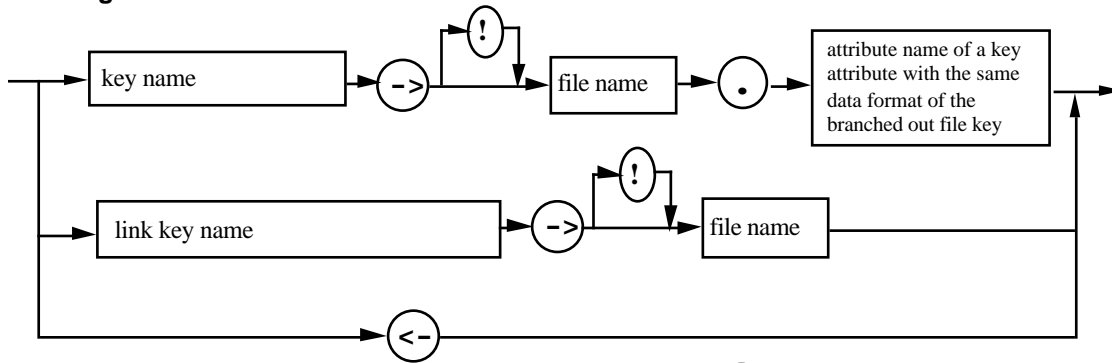 !
key name
->
file name
.
attribute name of a key
attribute with the same
data format of the
branched out file key
!
link key name
->
file name
<-